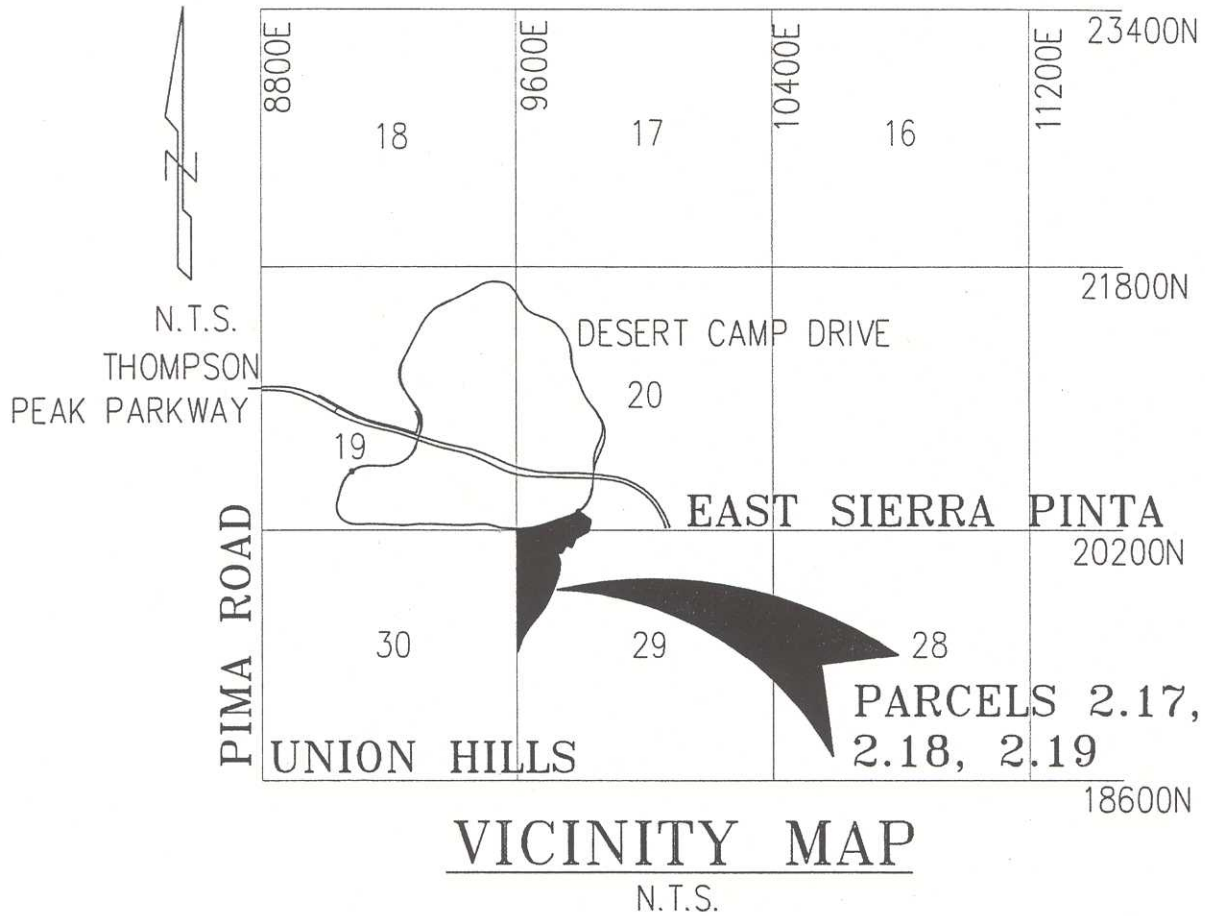 8800E
9600E
10400E
11200E
23400N
18
17
16
N
21800N
N.T.S.
THOMPSON
PEAK PARKWAY
DESERT CAMP DRIVE
20
19
EAST SIERRA PINTA
20200N
PIMA ROAD
30
29
28
PARCELS 2.17,
2.18, 2.19
UNION HILLS
18600N
VICINITY MAP
N.T.S.